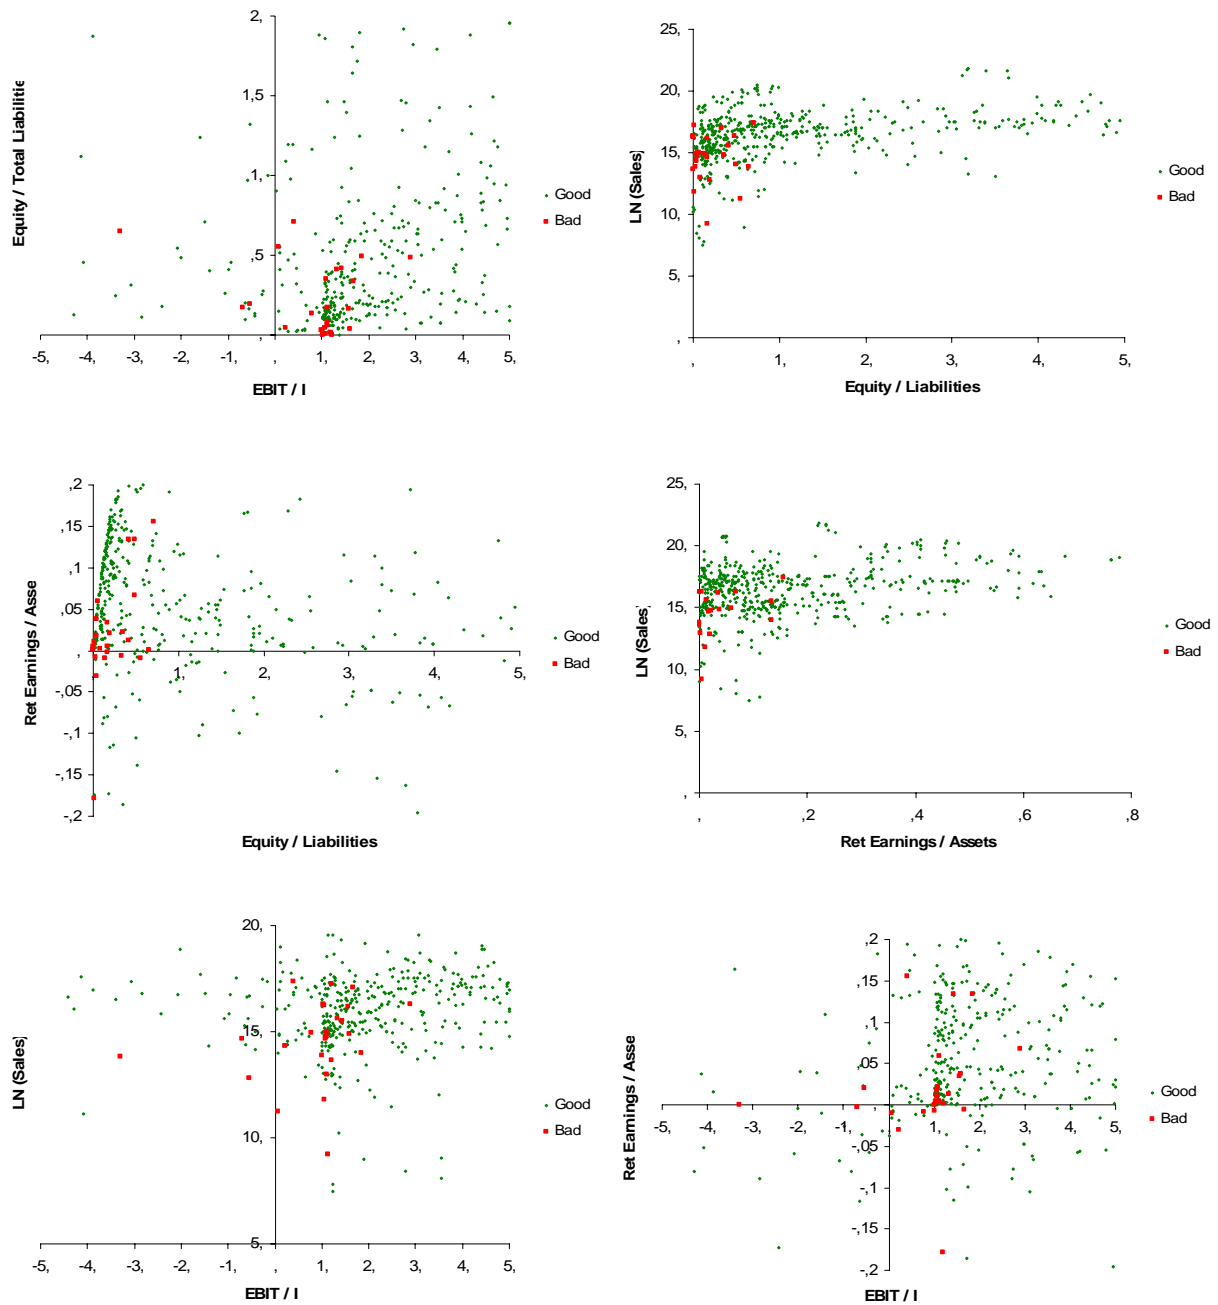 2,
1,5
1,
,5
,
-5, -4, -3, -2, -1, , 1, 2, 3, 4, 5,
Equity / Total Liabilitie
EBIT / I
Good
Bad
25,
20,
15,
10,
5,
,
, 1, 2, 3, 4, 5,
LN (Sales)
Equity / Liabilities
Good
Bad
,2
,15
,1
,05
,
-,05
-,1
-,15
-,2
1, 2, 3, 4, 5,
Ret Earnings / Asse
Equity / Liabilities
Good
Bad
25,
20,
15,
10,
5,
,
, ,2 ,4 ,6 ,8
LN (Sales)
Ret Earnings / Assets
Good
Bad
20,
15,
10,
5,
-5, -4, -3, -2, -1, , 1, 2, 3, 4, 5,
LN (Sales)
EBIT / I
Good
Bad
,2
,15
,1
,05
,
-,05
-,1
-,15
-,2
-5, -4, -3, -2, -1, , 1, 2, 3, 4, 5,
Ret Earnings / Asse
EBIT / I
Good
Bad